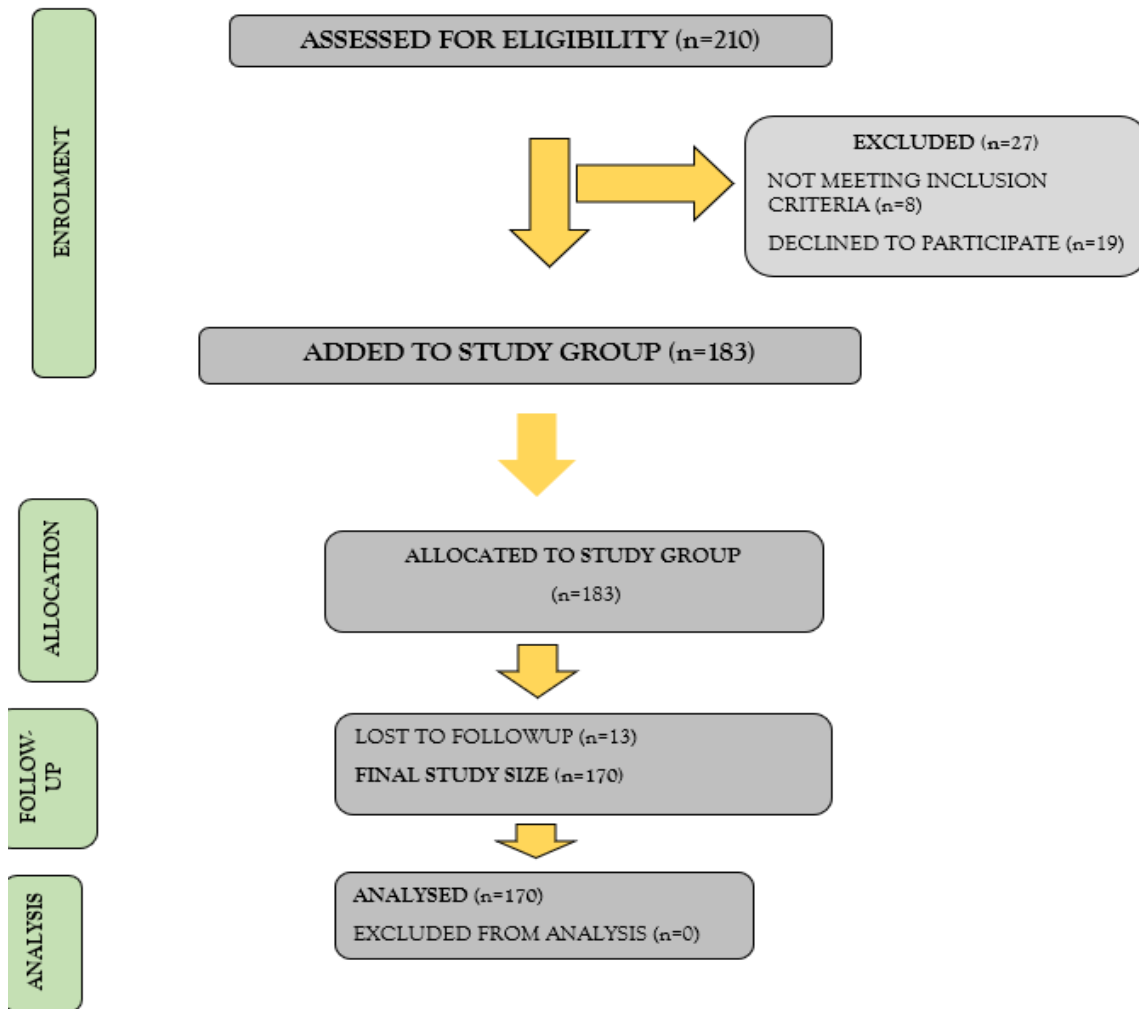 ENROLMENT
ASSESSED FOR ELIGIBILITY (n=210)
EXCLUDED (n=27)
NOT MEETING INCLUSION
CRITERIA (n=8)
DECLINED TO PARTICIPATE (n=19)
ADDED TO STUDY GROUP (n=183)
ALLOCATION
ALLOCATED TO STUDY GROUP
(n=183)
FOLLOW-
UP
LOST TO FOLLOWUP (n=13)
FINAL STUDY SIZE (n=170)
ANALYSIS
ANALYSED (n=170)
EXCLUDED FROM ANALYSIS (n=0)